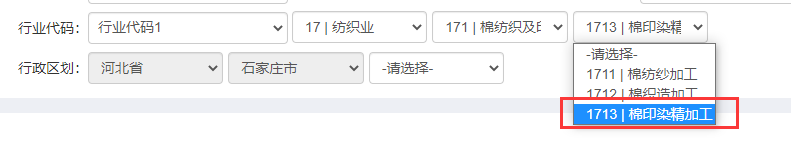 行业代码： 行业代码1 17 | 纺织业 171 | 棉纺织及印 1713 | 棉印染精
行政区划： 河北省 石家庄市 -请选择-
-请选择-
1711 | 棉纺纱加工
1712 | 棉织造加工
1713 | 棉印染精加工